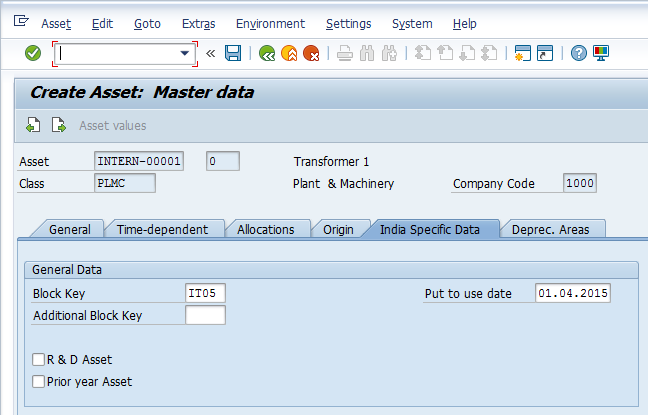 Asset Edit Goto Extras Environment Settings System Help
«
Create Asset: Master data
Asset values
Asset INTERN-00001 0 Transformer 1
Class PLMC Plant & Machinery Company Code 1000
General Time-dependent Allocations Origin India Specific Data Deprec. Areas
General Data
Block Key IT05 Put to use date 01.04.2015
Additional Block Key
R & D Asset
Prior year Asset